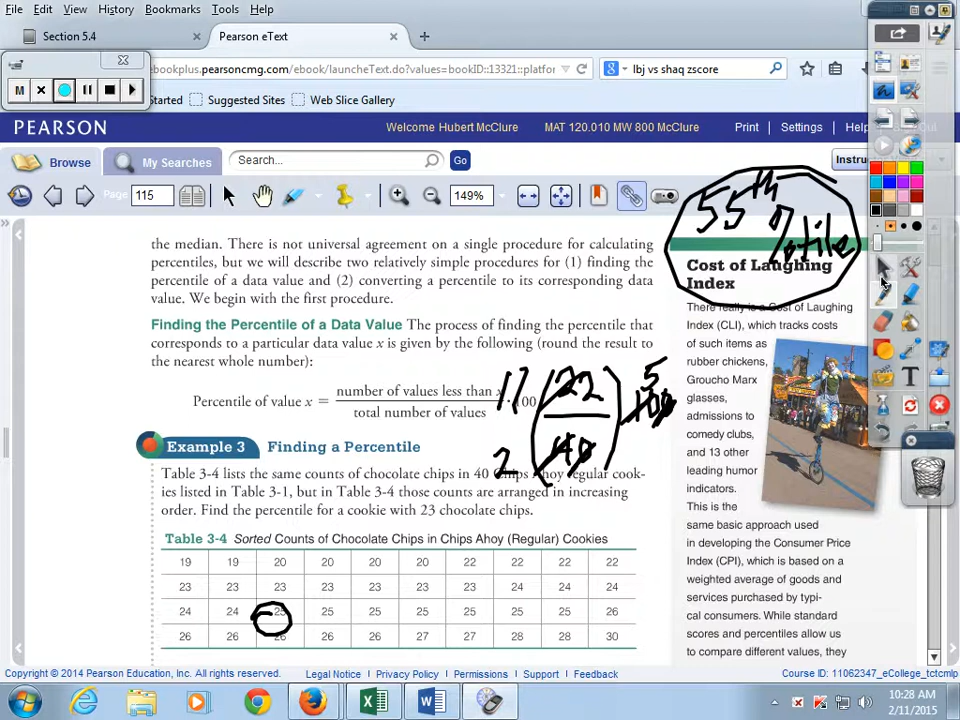 File Edit View History Bookmarks Tools Help
Section 5.4 × Pearson eText × +
ebookplus.pearsoncmg.com/ebook/launcheText.do?values=bookID::13321::platfor
lbj vs shaq zscore
M
Started Suggested Sites Web Slice Gallery
PEARSON Welcome Hubert McClure MAT 120.010 MW 800 McClure Print Settings Help
Browse My Searches Search... Go Instru
Page 115 149%
the median. There is not universal agreement on a single procedure for calculating
percentiles, but we will describe two relatively simple procedures for (1) finding the
percentile of a data value and (2) converting a percentile to its corresponding data
value. We begin with the first procedure.
Finding the Percentile of a Data Value The process of finding the percentile that
corresponds to a particular data value x is given by the following (round the result to
the nearest whole number):
Percentile of value x = number of values less than x / total number of values · 100
11 (22 / 40) 100 5
2
Example 3 Finding a Percentile
Table 3-4 lists the same counts of chocolate chips in 40 Chips Ahoy regular cook-
ies listed in Table 3-1, but in Table 3-4 those counts are arranged in increasing
order. Find the percentile for a cookie with 23 chocolate chips.
Table 3-4 Sorted Counts of Chocolate Chips in Chips Ahoy (Regular) Cookies
19 19 20 20 20 20 22 22 22 22
23 23 23 23 23 23 23 24 24 24
24 24 25 25 25 25 25 25 25 26
26 26 26 26 26 27 27 28 28 30
55th
%tile
Cost of Laughing
Index
There really is a Cost of Laughing
Index (CLI), which tracks costs
of such items as
rubber chickens,
Groucho Marx
glasses,
admissions to
comedy clubs,
and 13 other
leading humor
indicators.
This is the
same basic approach used
in developing the Consumer Price
Index (CPI), which is based on a
weighted average of goods and
services purchased by typi-
cal consumers. While standard
scores and percentiles allow us
to compare different values, they
Copyright © 2014 Pearson Education, Inc. All rights reserved. Legal Notice | Privacy Policy | Permissions | Support | Feedback Course ID: 11062347_eCollege_tctcmlp
10:28 AM
2/11/2015